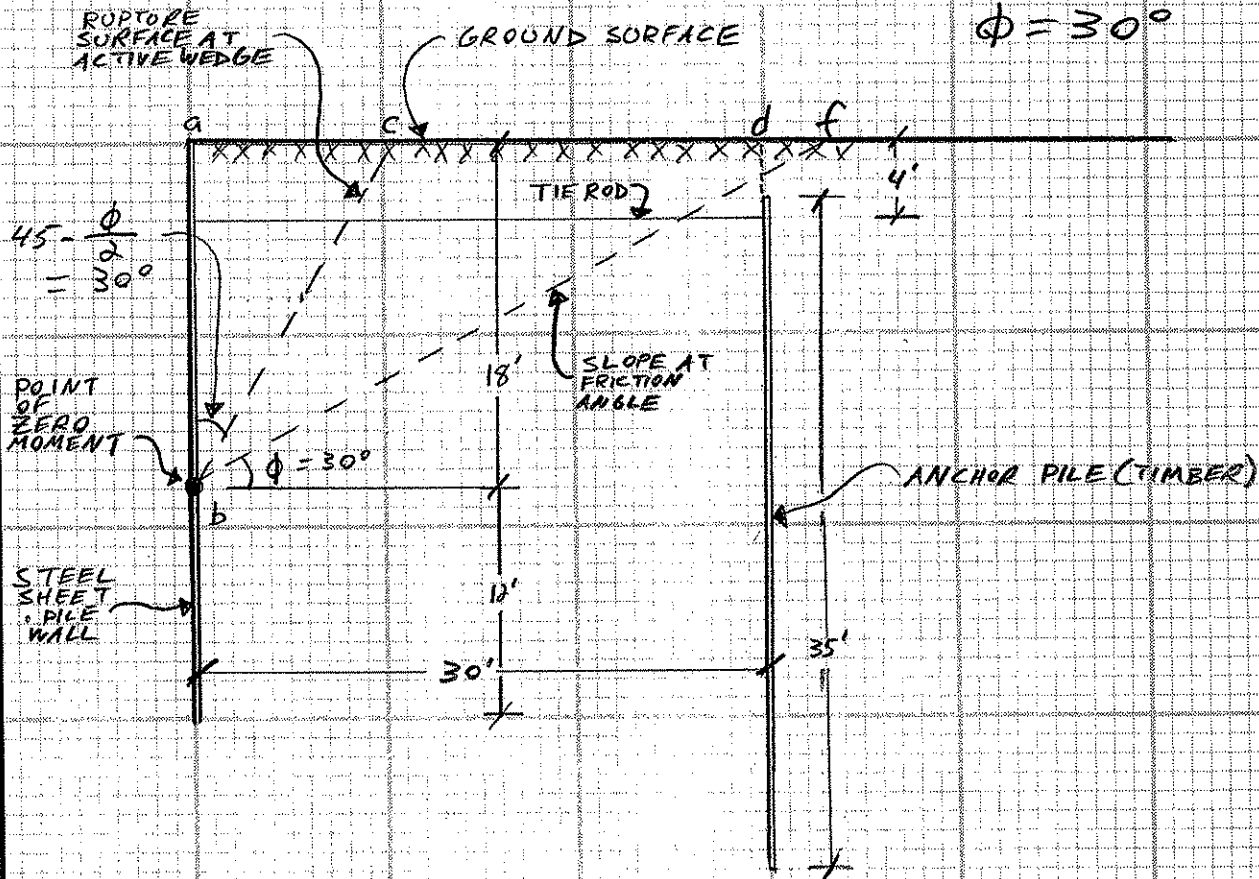 RUPTURE
SURFACE AT
ACTIVE WEDGE
GROUND SURFACE
ϕ = 30°
a
c
d
f
4'
TIE ROD
45 - ϕ/2
= 30°
18'
SLOPE AT
FRICTION
ANGLE
POINT
OF
ZERO
MOMENT
ϕ = 30°
b
ANCHOR PILE (TIMBER)
STEEL
SHEET
PILE
WALL
12'
30'
35'